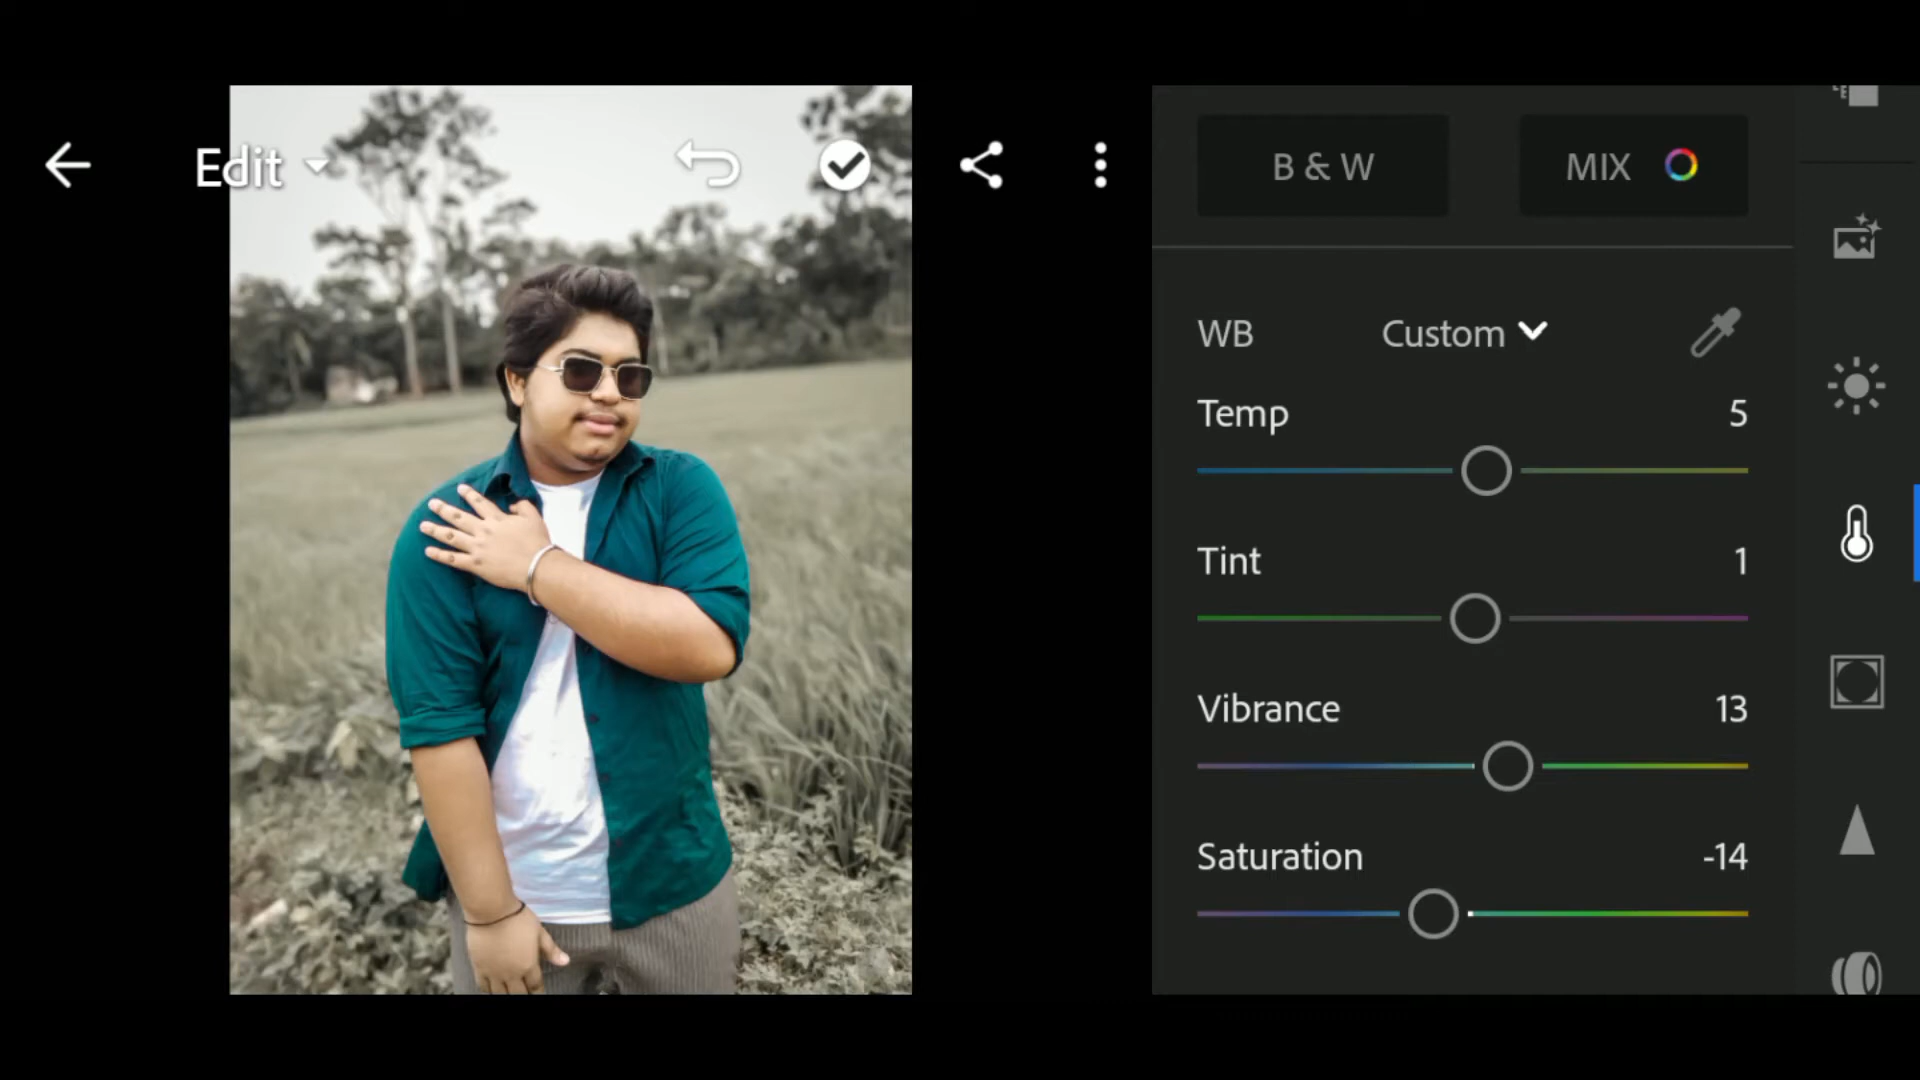 Edit
B & W
MIX
WB
Custom
Temp
5
Tint
1
Vibrance
13
Saturation
-14